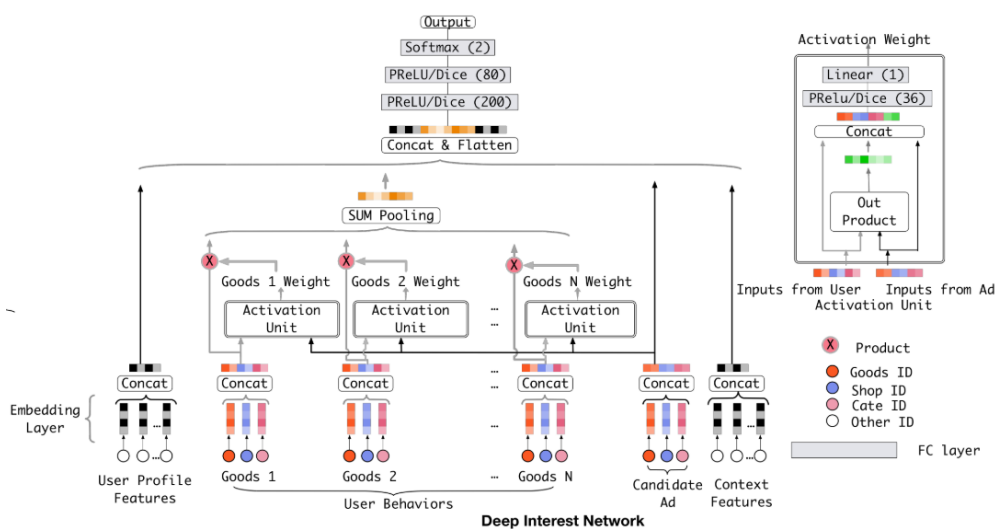 Output
Softmax (2)
PReLU/Dice (80)
PReLU/Dice (200)
Concat & Flatten
SUM Pooling
X
X
X
Goods 1 Weight
Goods 2 Weight
Goods N Weight
Activation
Unit
Activation
Unit
...
...
Activation
Unit
...
Concat
Concat
Concat
...
Concat
Concat
Concat
Embedding
Layer
...
...
...
...
User Profile
Features
Goods 1
Goods 2
...
Goods N
User Behaviors
Candidate
Ad
Context
Features
Activation Weight
Linear (1)
PRelu/Dice (36)
Concat
Out
Product
Inputs from User
Inputs from Ad
Activation Unit
X
Product
Goods ID
Shop ID
Cate ID
Other ID
FC layer
Deep Interest Network